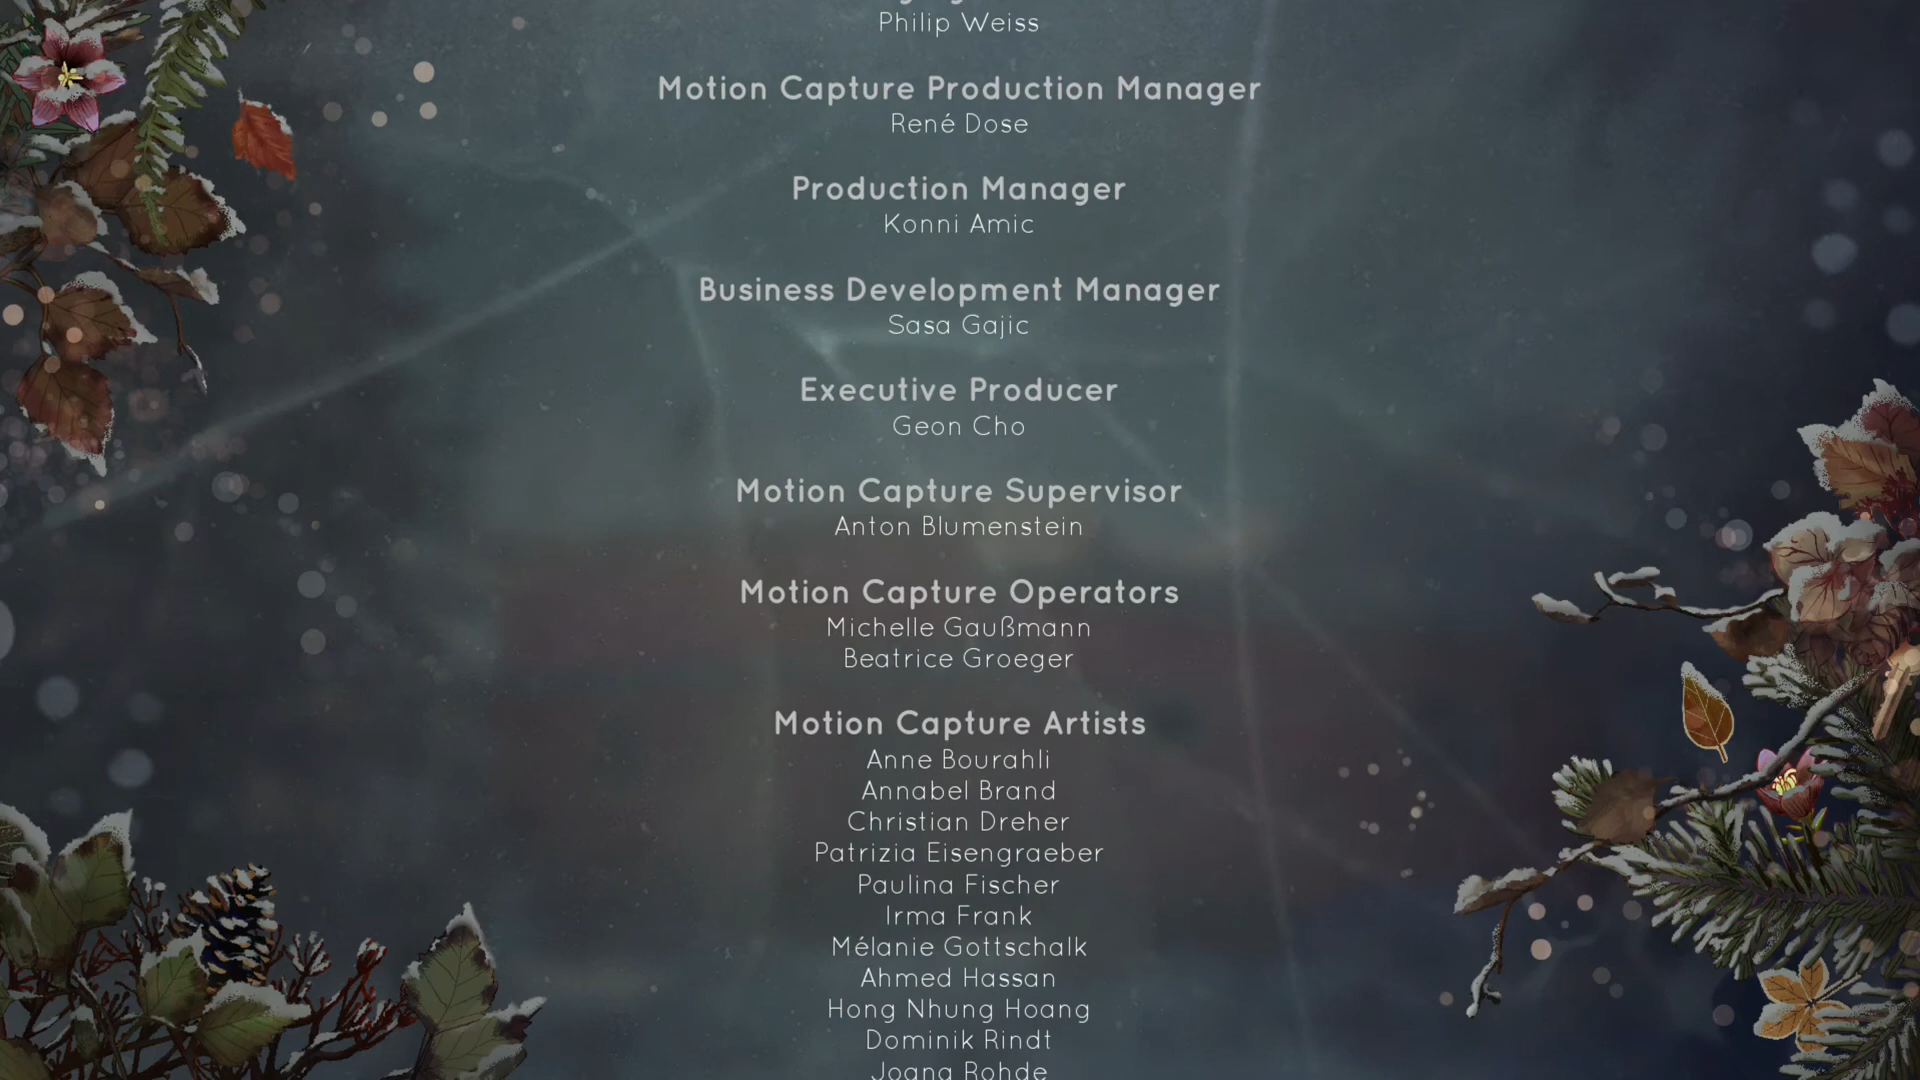 Philip Weiss
Motion Capture Production Manager
René Dose
Production Manager
Konni Amic
Business Development Manager
Sasa Gajic
Executive Producer
Geon Cho
Motion Capture Supervisor
Anton Blumenstein
Motion Capture Operators
Michelle Gaußmann
Beatrice Groeger
Motion Capture Artists
Anne Bourahli
Annabel Brand
Christian Dreher
Patrizia Eisengraeber
Paulina Fischer
Irma Frank
Mélanie Gottschalk
Ahmed Hassan
Hong Nhung Hoang
Dominik Rindt
Joana Rohde